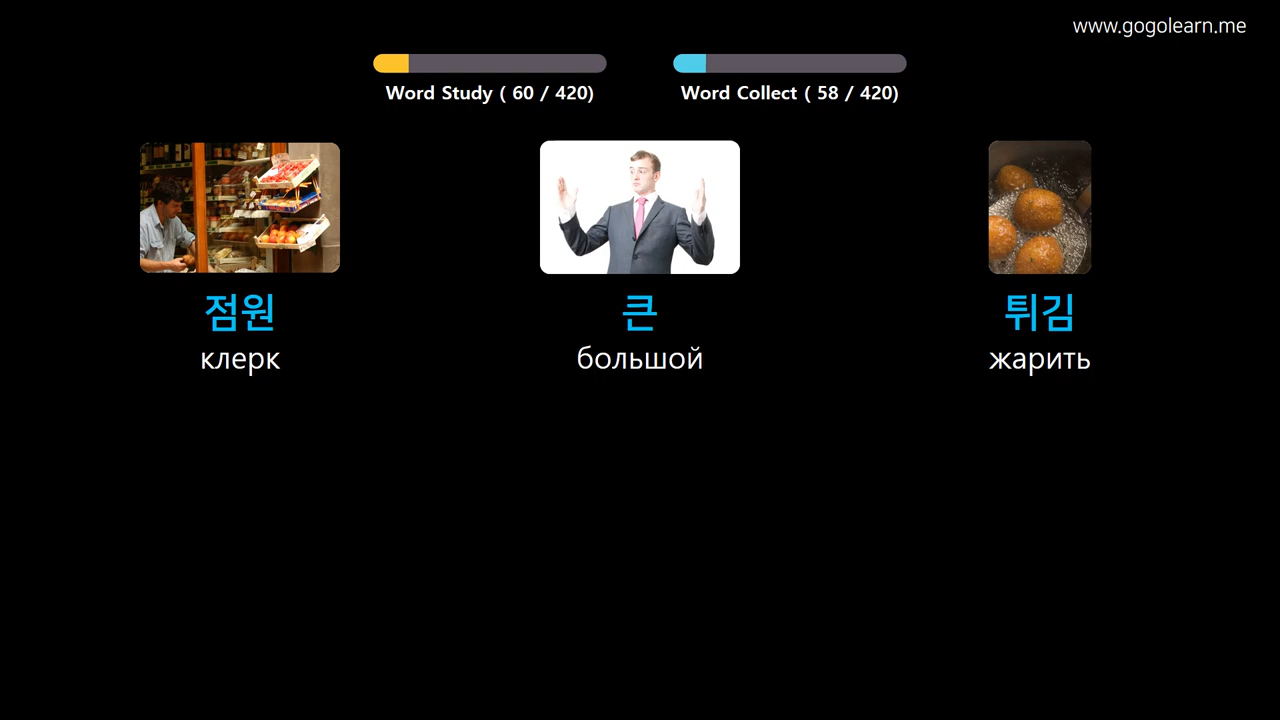 www.gogolearn.me
Word Study ( 60 / 420)
Word Collect ( 58 / 420)
점원
큰
튀김
клерк
большой
жарить